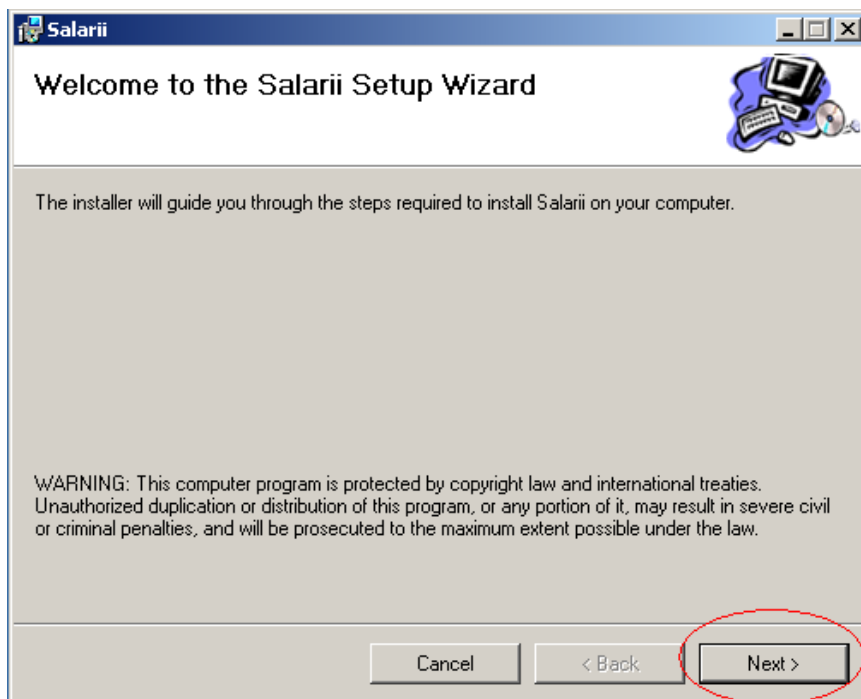 Salarii
Welcome to the Salarii Setup Wizard
The installer will guide you through the steps required to install Salarii on your computer.
WARNING: This computer program is protected by copyright law and international treaties.
Unauthorized duplication or distribution of this program, or any portion of it, may result in severe civil
or criminal penalties, and will be prosecuted to the maximum extent possible under the law.
Cancel
< Back
Next >